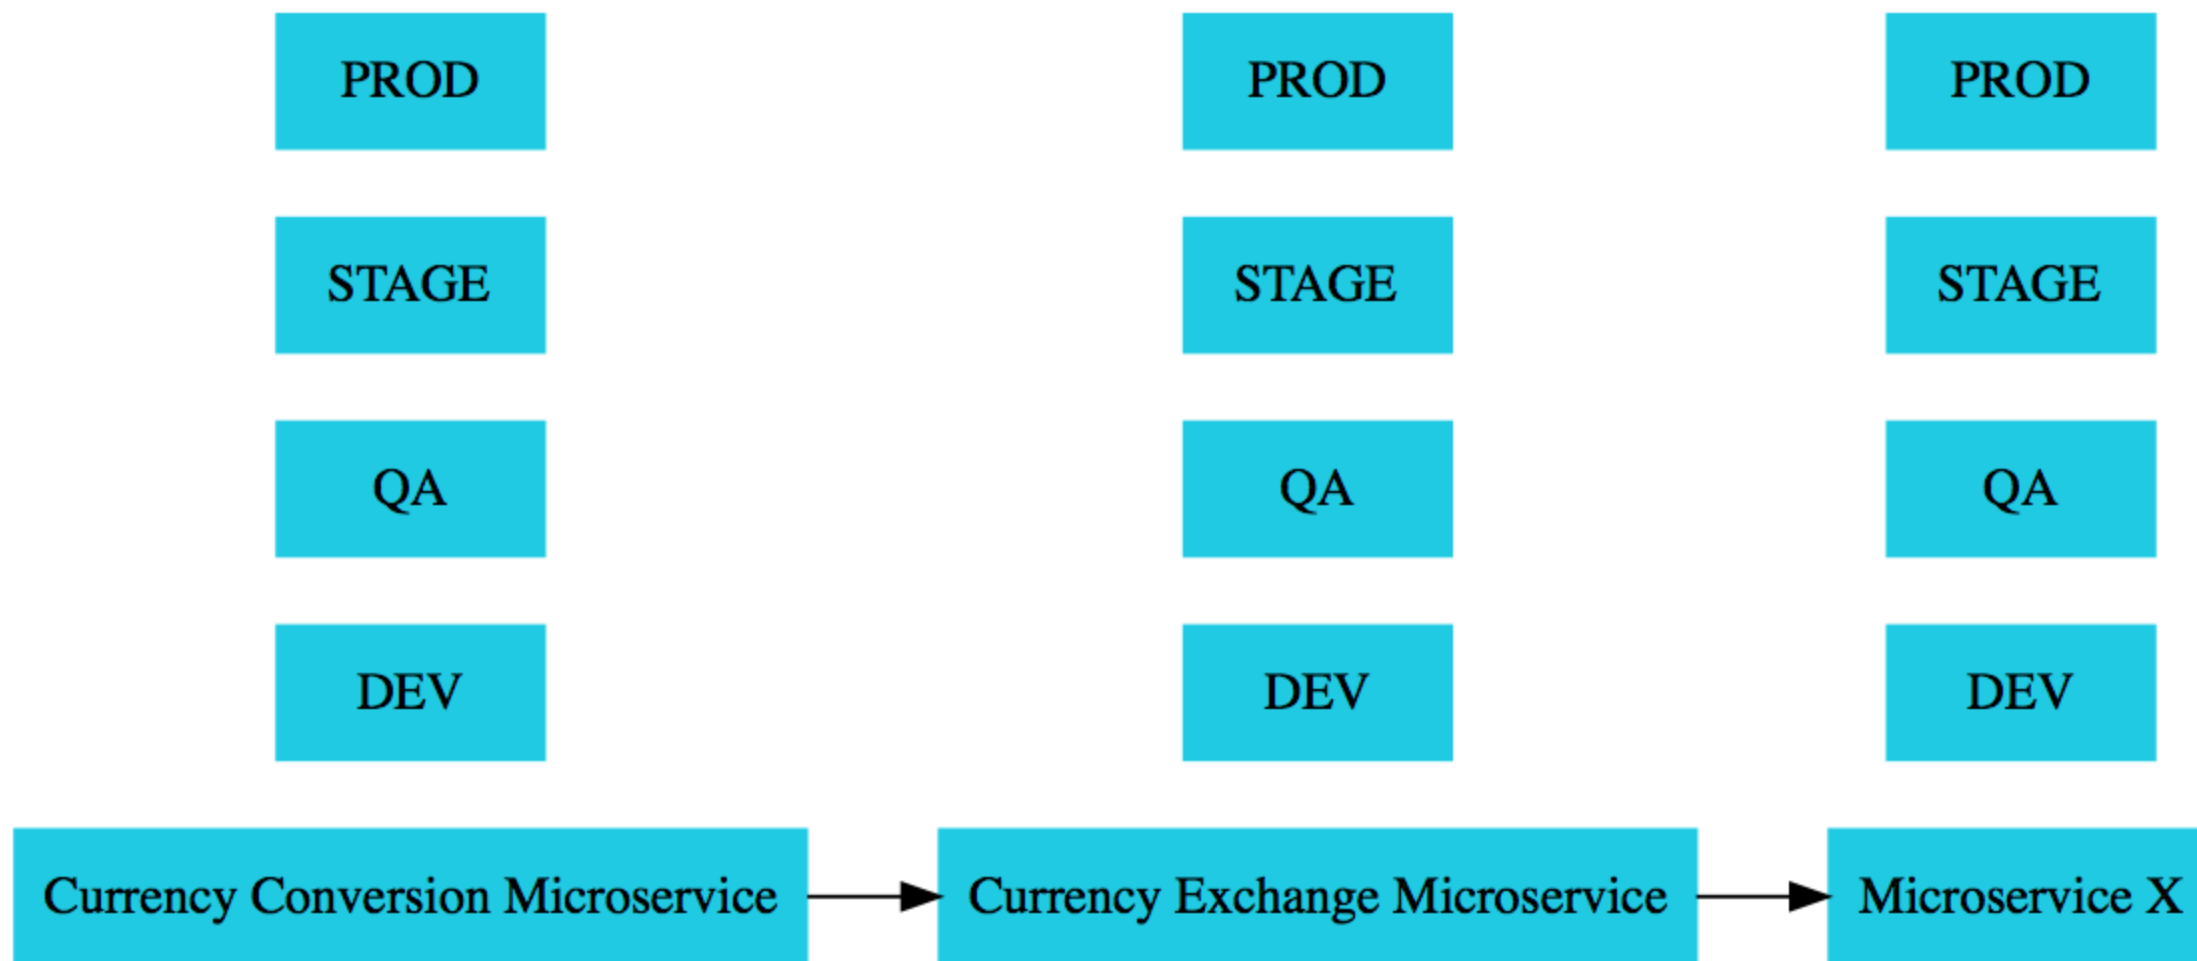 PROD
PROD
PROD
STAGE
STAGE
STAGE
QA
QA
QA
DEV
DEV
DEV
Currency Conversion Microservice
Currency Exchange Microservice
Microservice X